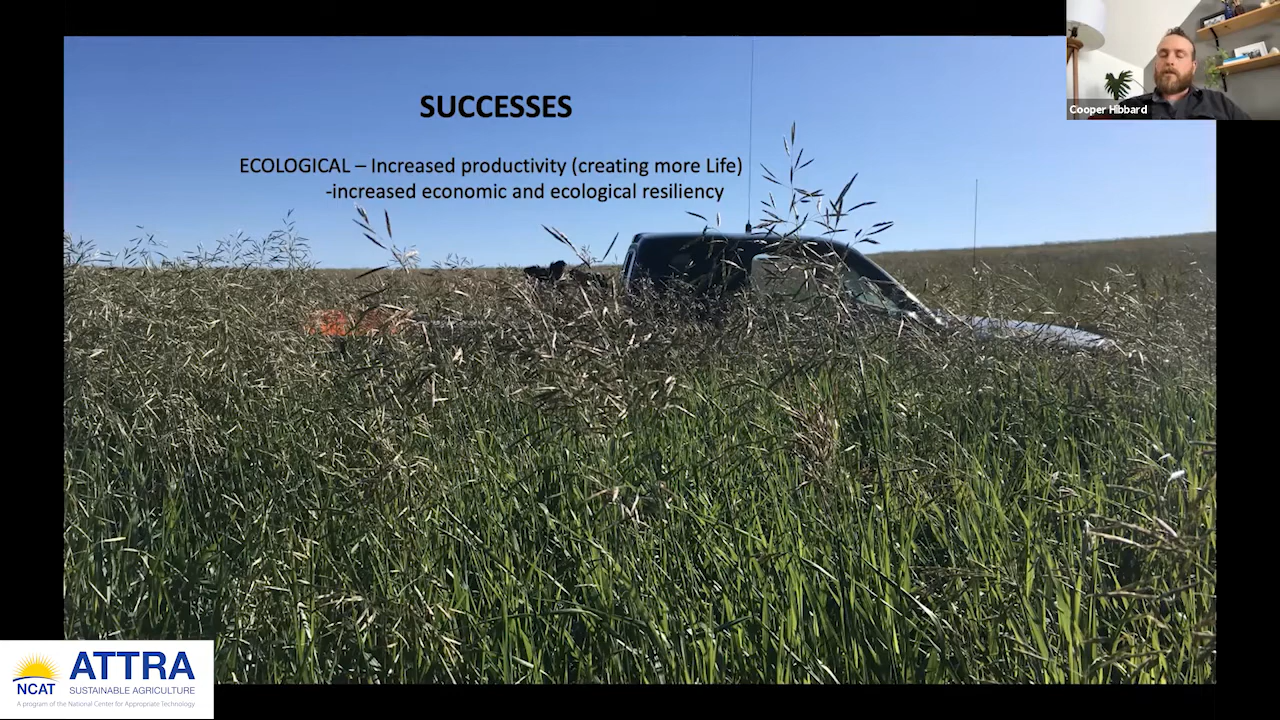 SUCCESSES
Cooper Hibbard
ECOLOGICAL – Increased productivity (creating more Life)
-increased economic and ecological resiliency
NCAT
ATTRA
SUSTAINABLE AGRICULTURE
A program of the National Center for Appropriate Technology